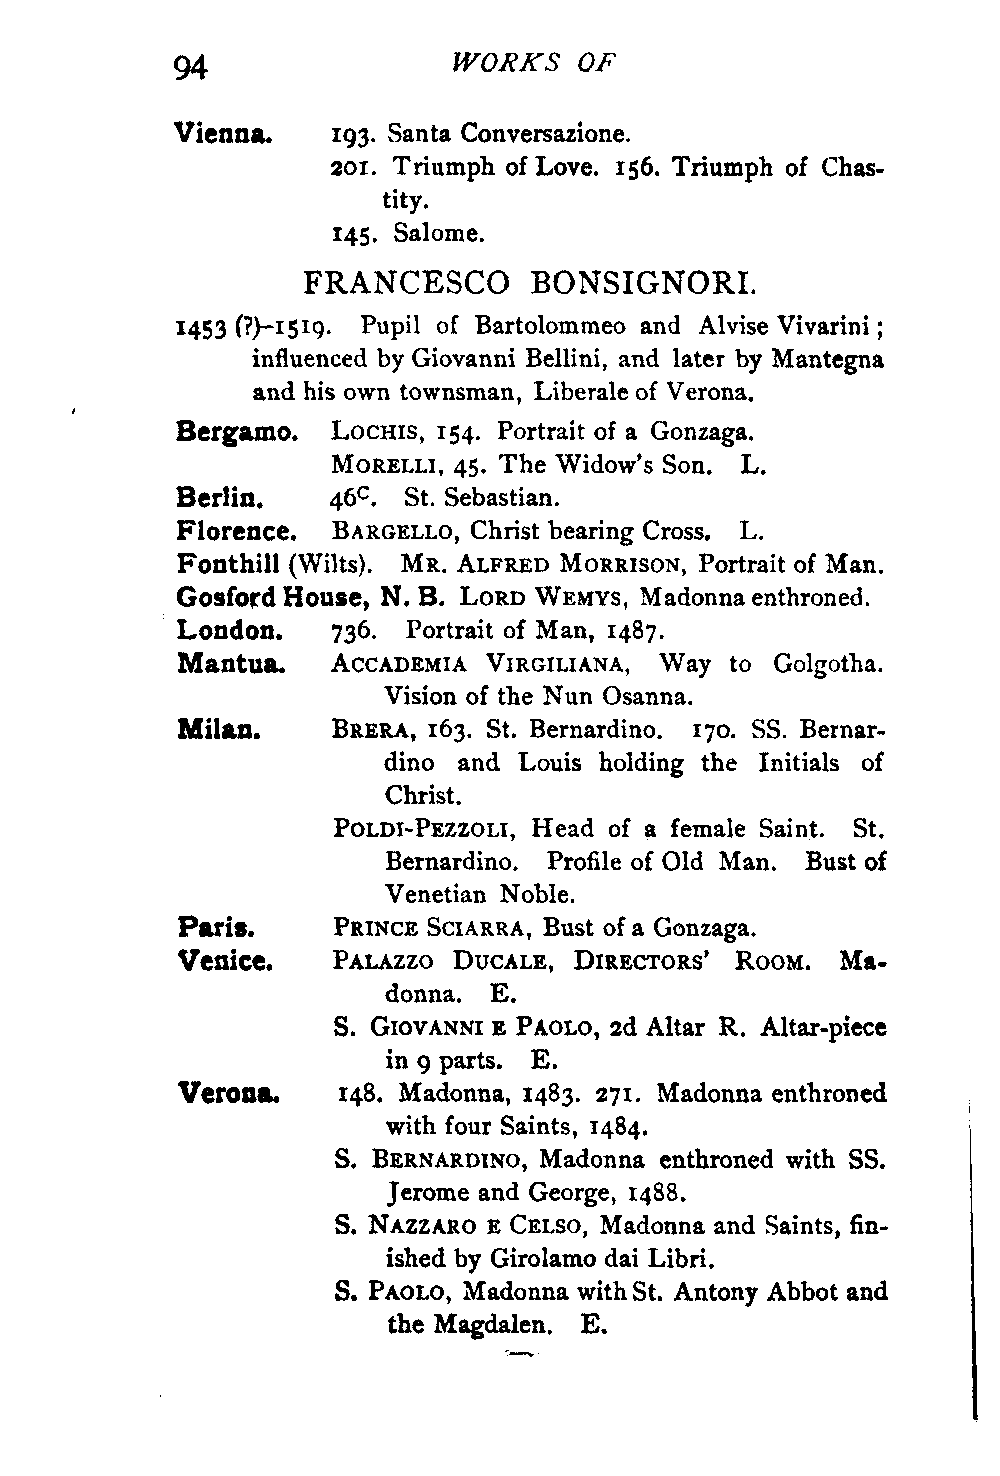 94 WORKS OF
Vienna. 193. Santa Conversazione.
201. Triumph of Love. 156. Triumph of Chas-
tity.
145. Salome.
FRANCESCO BONSIGNORI.
1453 (?)-1519. Pupil of Bartolommeo and Alvise Vivarini;
influenced by Giovanni Bellini, and later by Mantegna
and his own townsman, Liberale of Verona.
Bergamo. LOCHIS, 154. Portrait of a Gonzaga.
MORELLI, 45. The Widow's Son. L.
Berlin. 46C. St. Sebastian.
Florence. BARGELLO, Christ bearing Cross. L.
Fonthill (Wilts). MR. ALFRED MORRISON, Portrait of Man.
Gosford House, N. B. LORD WEMYS, Madonna enthroned.
London. 736. Portrait of Man, 1487.
Mantua. ACCADEMIA VIRGILIANA, Way to Golgotha.
Vision of the Nun Osanna.
Milan. BRERA, 163. St. Bernardino. 170. SS. Bernar-
dino and Louis holding the Initials of
Christ.
POLDI-PEZZOLI, Head of a female Saint. St.
Bernardino. Profile of Old Man. Bust of
Venetian Noble.
Paris. PRINCE SCIARRA, Bust of a Gonzaga.
Venice. PALAZZO DUCALE, DIRECTORS' ROOM. Ma-
donna. E.
S. GIOVANNI E PAOLO, 2d Altar R. Altar-piece
in 9 parts. E.
Verona. 148. Madonna, 1483. 271. Madonna enthroned
with four Saints, 1484.
S. BERNARDINO, Madonna enthroned with SS.
Jerome and George, 1488.
S. NAZZARO E CELSO, Madonna and Saints, fin-
ished by Girolamo dai Libri.
S. PAOLO, Madonna with St. Antony Abbot and
the Magdalen. E.